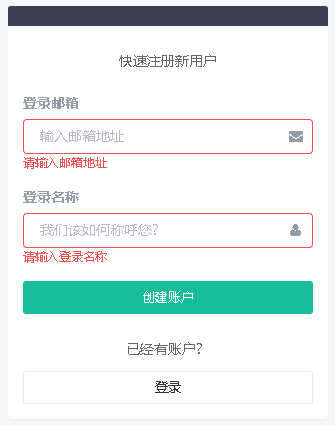 快速注册新用户
登录邮箱
输入邮箱地址
请输入邮箱地址
登录名称
我们该如何称呼您?
请输入登录名称
创建账户
已经有账户?
登录